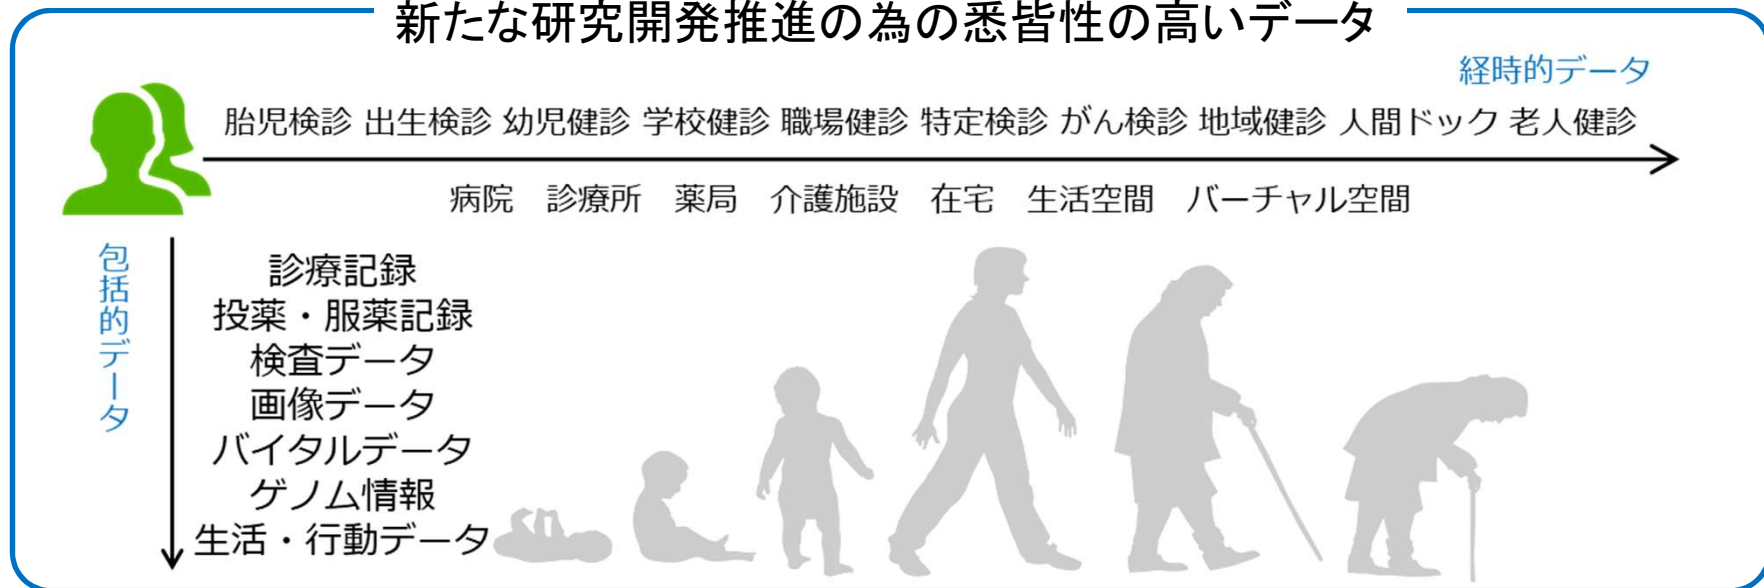 新たな研究開発推進の為の悉皆性の高いデータ
経時的データ
胎児検診 出生検診 幼児健診 学校健診 職場健診 特定検診 がん検診 地域健診 人間ドック 老人健診
病院 診療所 薬局 介護施設 在宅 生活空間 バーチャル空間
包括的データ
診療記録
投薬・服薬記録
検査データ
画像データ
バイタルデータ
ゲノム情報
生活・行動データ